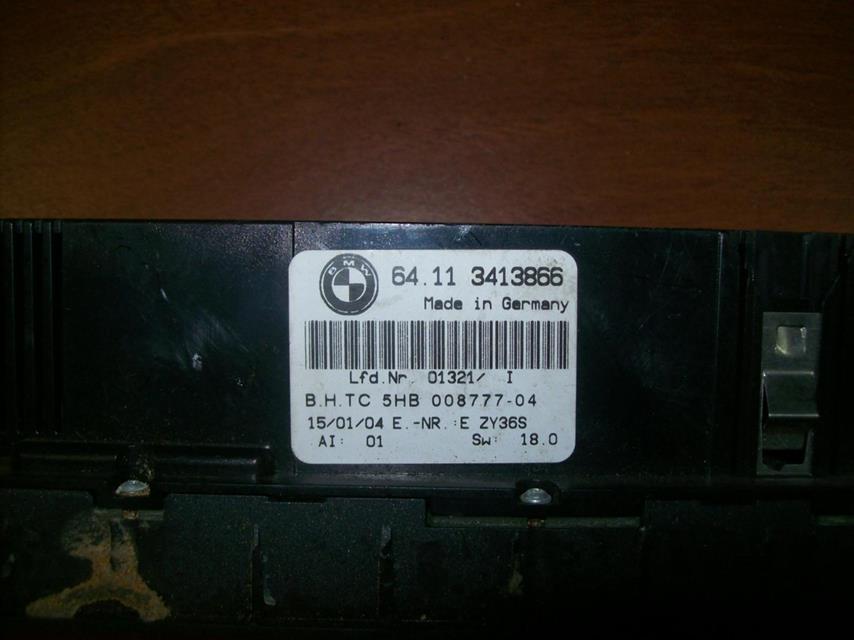 BMW
64.11 3413866
Made in Germany
Lfd.Nr. 01321/ I
B.H.TC 5HB 008777-04
15/01/04 E.-NR.:E ZY36S
AI: 01 Sw: 18.0